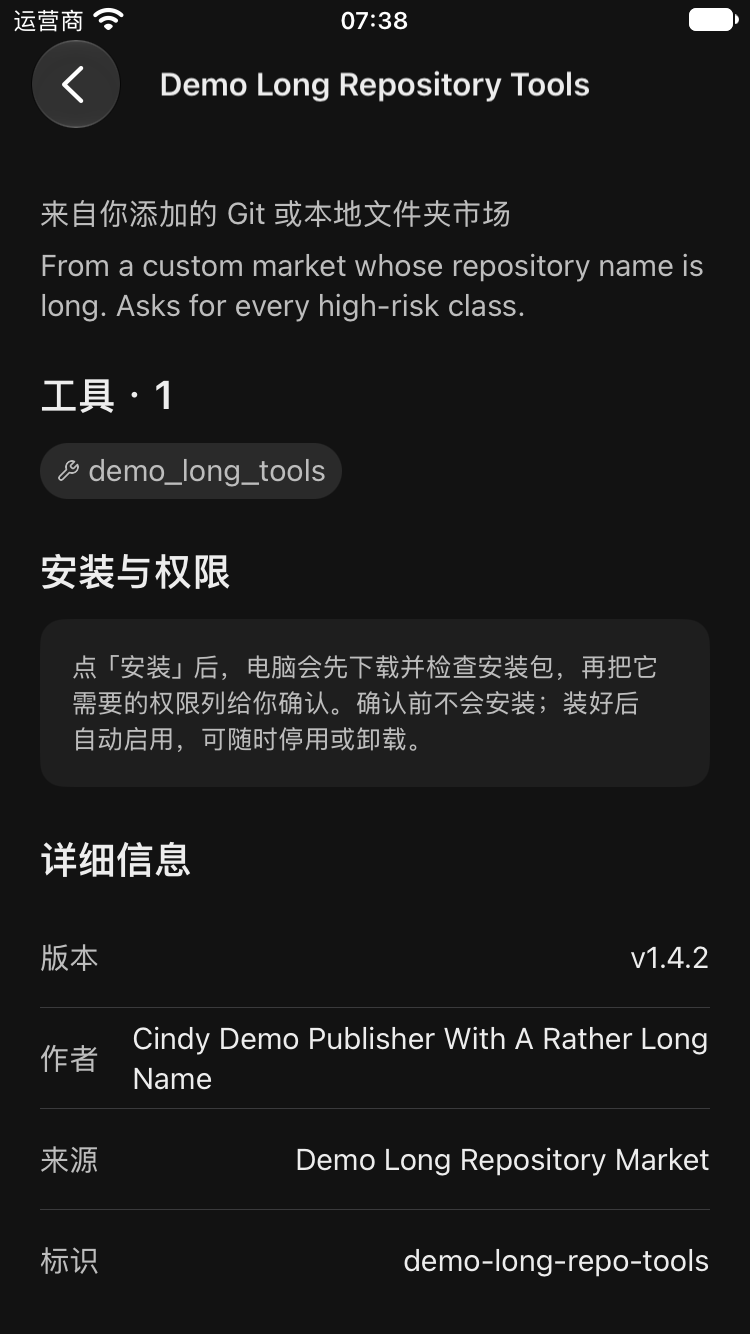 运营商
07:38
Demo Long Repository Tools
来自你添加的 Git 或本地文件夹市场
From a custom market whose repository name is
long. Asks for every high-risk class.
工具 · 1
demo_long_tools
安装与权限
点「安装」后，电脑会先下载并检查安装包，再把它
需要的权限列给你确认。确认前不会安装；装好后
自动启用，可随时停用或卸载。
详细信息
版本
v1.4.2
作者
Cindy Demo Publisher With A Rather Long
Name
来源
Demo Long Repository Market
标识
demo-long-repo-tools